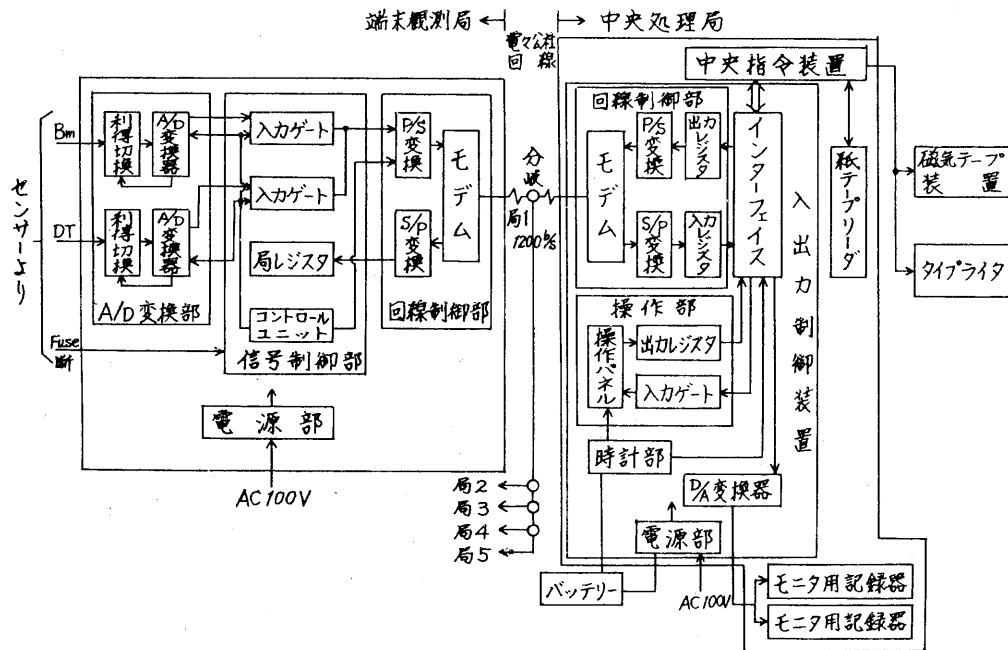 端末観測局
電々公社
回線
中央処理局
中央指令装置
センサーより
Bm
DT
Fuse
断
利得切換
A/D変換器
利得切換
A/D変換器
A/D変換部
入力ゲート
入力ゲート
局レジスタ
コントロール
ユニット
信号制御部
P/S変換
S/P変換
モデム
回線制御部
電源部
AC100V
分岐
局1
1200b/s
局2
局3
局4
局5
回線制御部
モデム
P/S変換
出力レジスタ
S/P変換
入力レジスタ
インターフェイス
操作部
操作パネル
出力レジスタ
入力ゲート
時計部
D/A変換器
電源部
AC100V
バッテリー
入出力制御装置
紙テープリーダ
磁気テープ
装置
タイプライタ
モニタ用記録器
モニタ用記録器